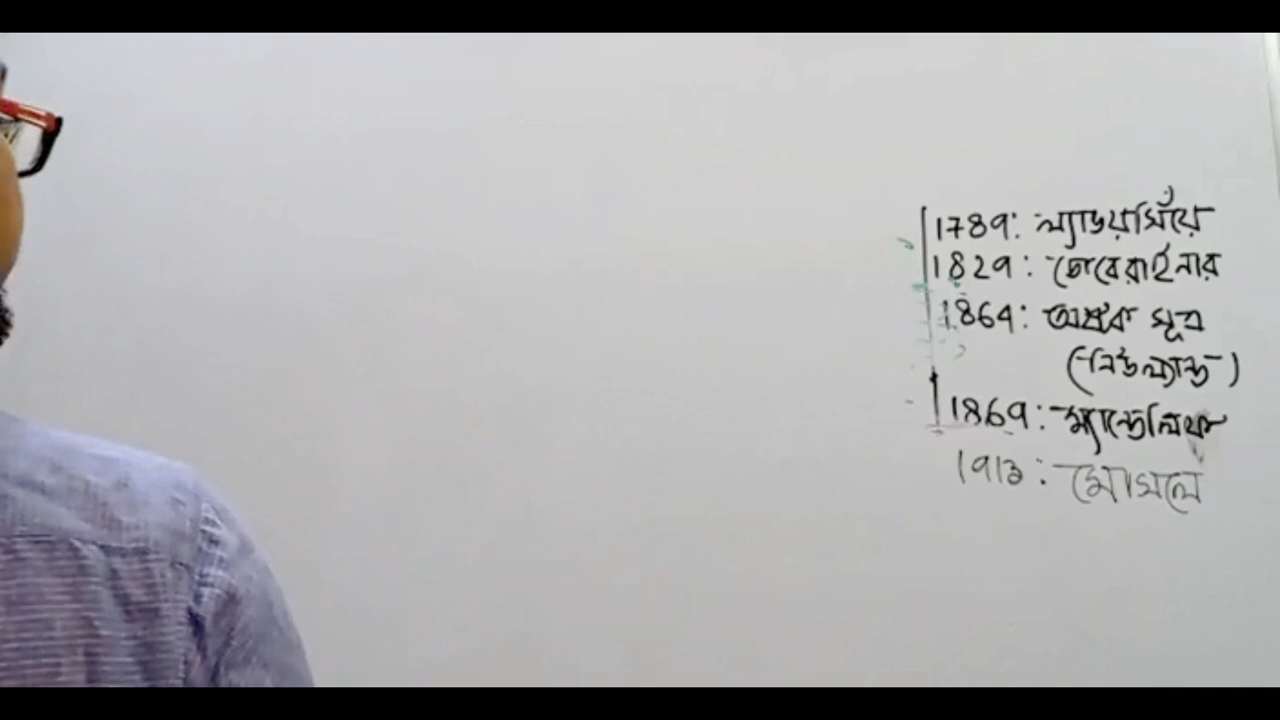 1789: ল্যাভয়সিঁয়ে
1829: ডোবেরাইনার
1864: অষ্টক সূত্র
(নিউল্যান্ড)
1869: ম্যান্ডেলিফ
1913: মোসলে